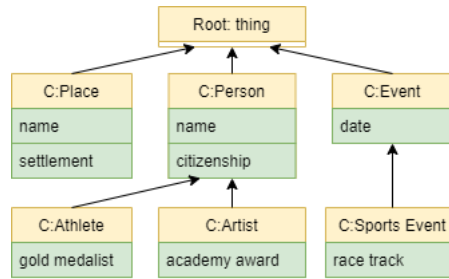 Root: thing
C:Place
C:Person
C:Event
name
name
date
settlement
citizenship
C:Athlete
C:Artist
C:Sports Event
gold medalist
academy award
race track